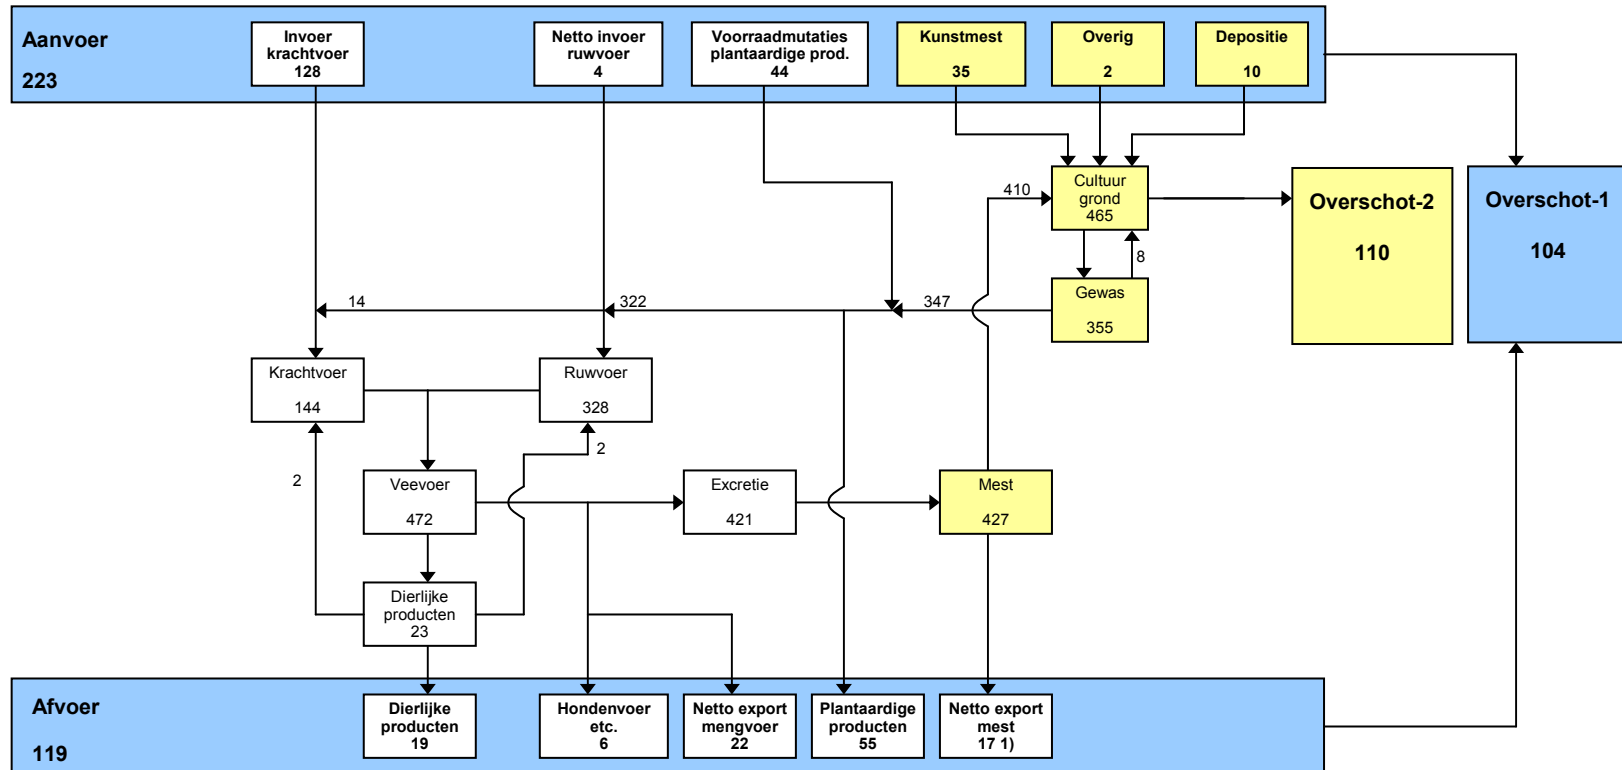 Aanvoer
223
Invoer
krachtvoer
128
Netto invoer
ruwvoer
4
Voorraadmutaties
plantaardige prod.
44
Kunstmest
35
Overig
2
Depositie
10
410
Cultuur
grond
465
8
Overschot-2
110
Overschot-1
104
14
322
347
Gewas
355
Krachtvoer
144
Ruwvoer
328
2
2
Veevoer
472
Excretie
421
Mest
427
Dierlijke
producten
23
Afvoer
119
Dierlijke
producten
19
Hondenvoer
etc.
6
Netto export
mengvoer
22
Plantaardige
producten
55
Netto export
mest
17 1)